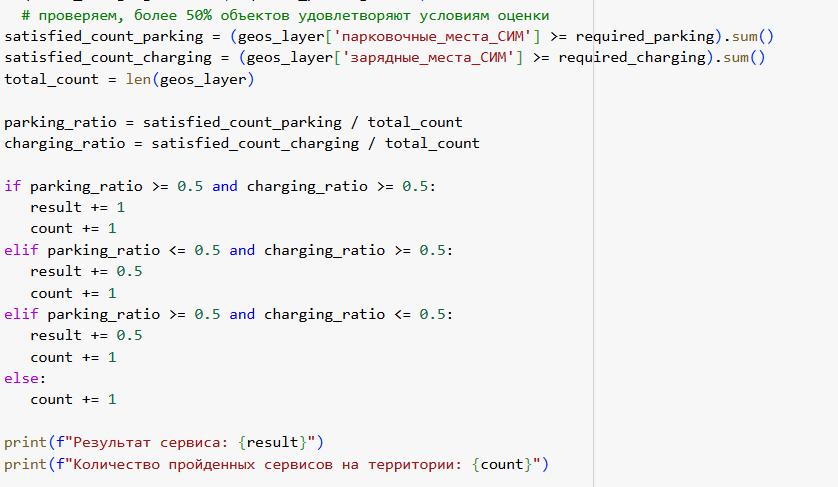 # проверяем, более 50% объектов удовлетворяют условиям оценки
satisfied_count_parking = (geos_layer['парковочные_места_СИМ'] >= required_parking).sum()
satisfied_count_charging = (geos_layer['зарядные_места_СИМ'] >= required_charging).sum()
total_count = len(geos_layer)
parking_ratio = satisfied_count_parking / total_count
charging_ratio = satisfied_count_charging / total_count
if parking_ratio >= 0.5 and charging_ratio >= 0.5:
result += 1
count += 1
elif parking_ratio <= 0.5 and charging_ratio >= 0.5:
result += 0.5
count += 1
elif parking_ratio >= 0.5 and charging_ratio <= 0.5:
result += 0.5
count += 1
else:
count += 1
print(f"Результат сервиса: {result}")
print(f"Количество пройденных сервисов на территории: {count}")